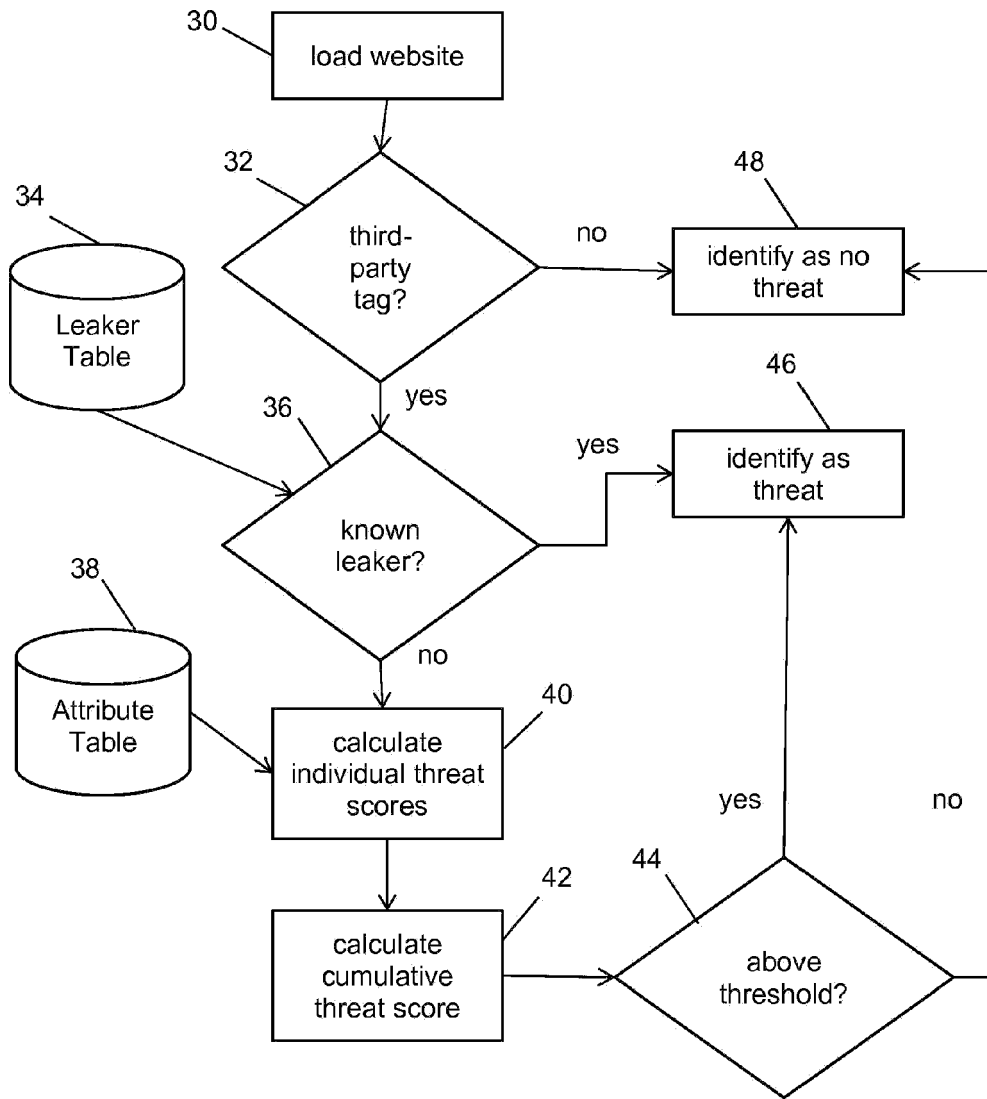 30
load website
32
34
48
third-
party
tag?
no
identify as no
threat
Leaker
Table
yes
46
36
yes
identify as
threat
known
leaker?
38
no
Attribute
Table
40
calculate
individual threat
scores
yes
no
44
42
calculate
cumulative
threat score
above
threshold?